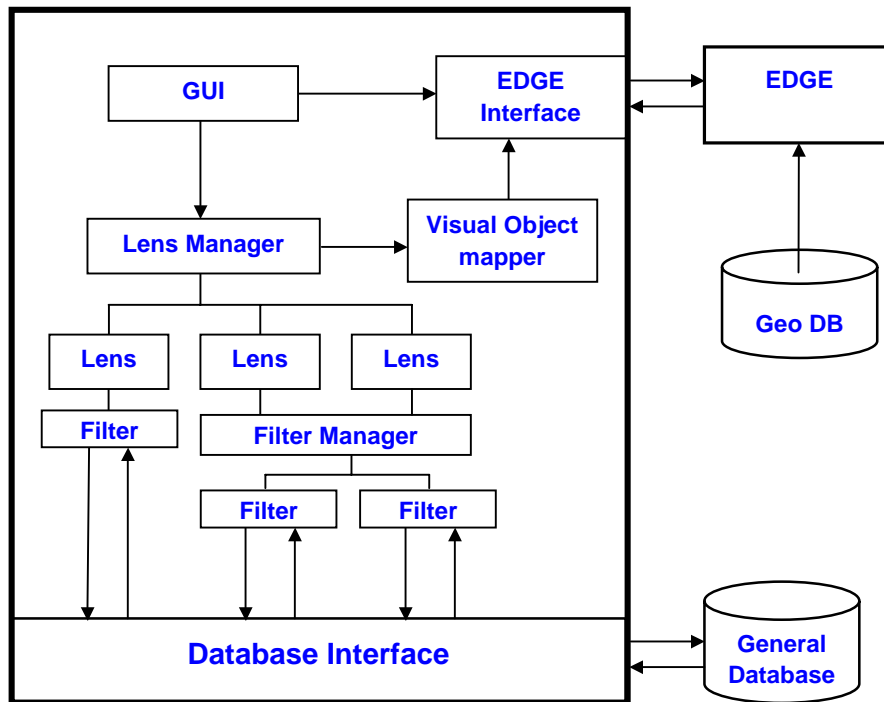 GUI
EDGE
Interface
EDGE
Lens Manager
Visual Object
mapper
Geo DB
Lens
Lens
Lens
Filter
Filter Manager
Filter
Filter
Database Interface
General
Database